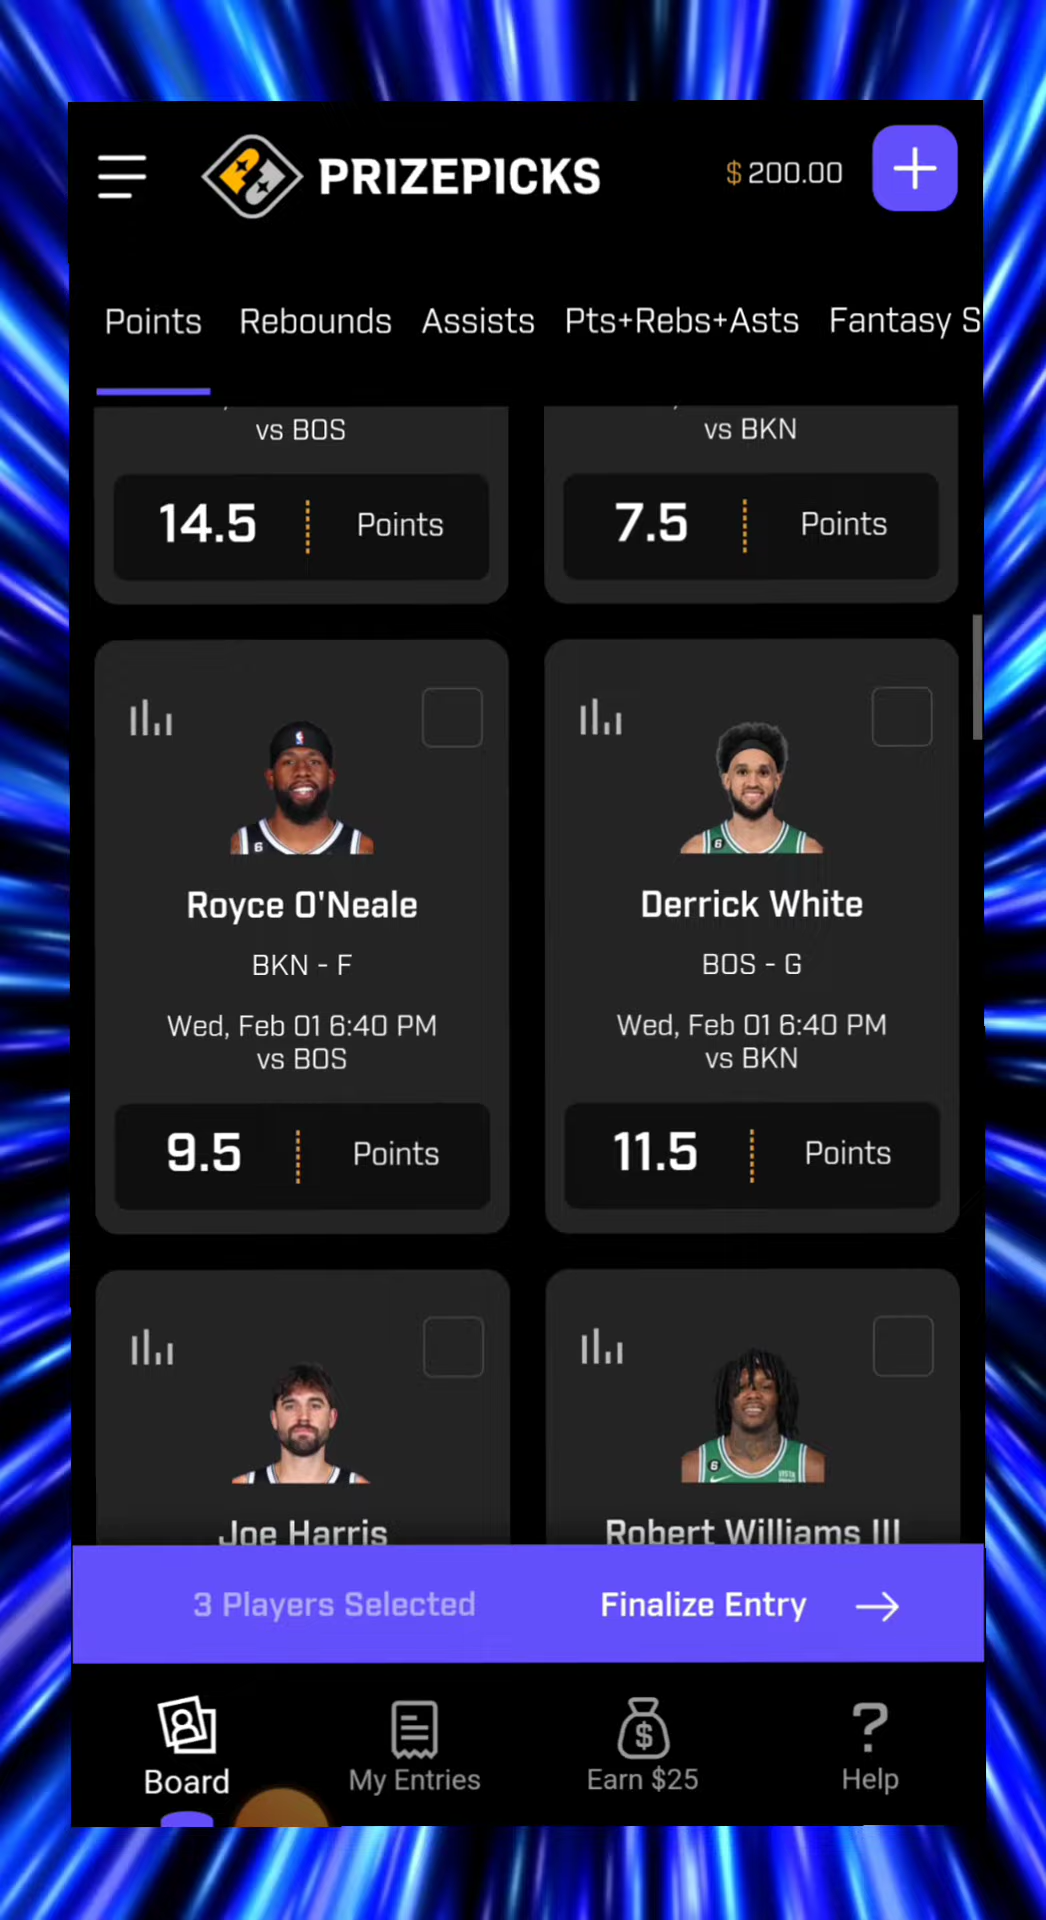 PRIZEPICKS
$ 200.00
Points Rebounds Assists Pts+Rebs+Asts Fantasy S
vs BOS
vs BKN
14.5 Points
7.5 Points
Royce O'Neale
BKN - F
Wed, Feb 01 6:40 PM
vs BOS
9.5 Points
6
Derrick White
BOS - G
Wed, Feb 01 6:40 PM
vs BKN
11.5 Points
6
Joe Harris
Robert Williams III
6
3 Players Selected
Finalize Entry →
Board
My Entries
Earn $25
Help